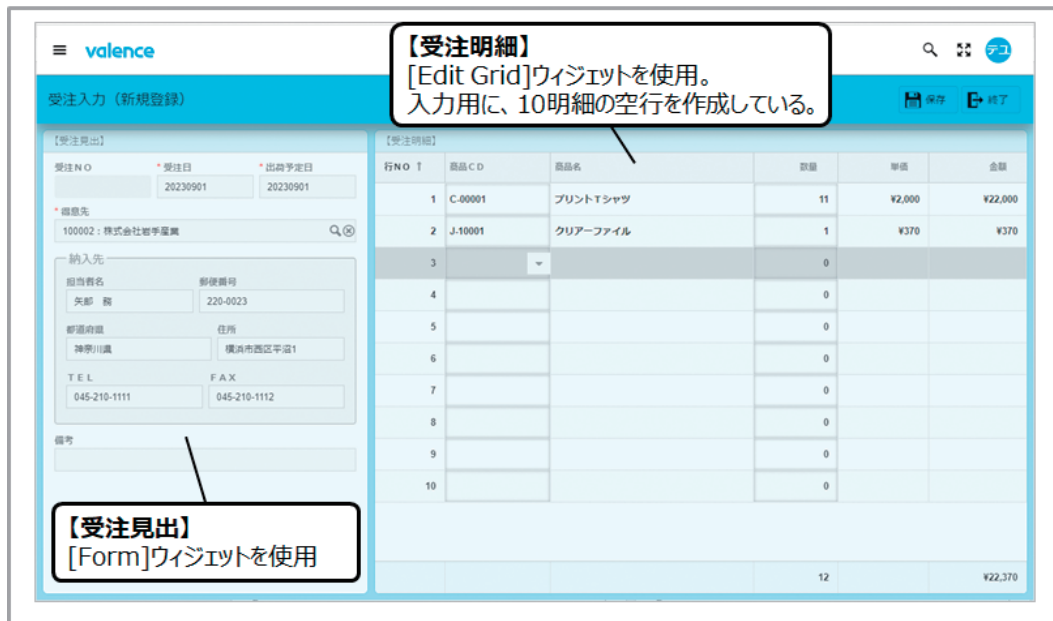 valence
テユ
【受注明細】
[Edit Grid]ウィジェットを使用。
入力用に、10明細の空行を作成している。
受注入力（新規登録）
保存
終了
【受注見出】
受注NO
*受注日
*出荷予定日
20230901
20230901
*得意先
100002：株式会社岩手産業
納入先
担当者名
郵便番号
矢部　務
220-0023
都道府県
住所
神奈川県
横浜市西区平沼1
TEL
FAX
045-210-1111
045-210-1112
備考
【受注見出】
[Form]ウィジェットを使用
【受注明細】
行NO ↑ 商品CD 商品名 数量 単価 金額
1 C-00001 プリントTシャツ 11 ¥2,000 ¥22,000
2 J-10001 クリアーファイル 1 ¥370 ¥370
3 0
4 0
5 0
6 0
7 0
8 0
9 0
10 0
12 ¥22,370